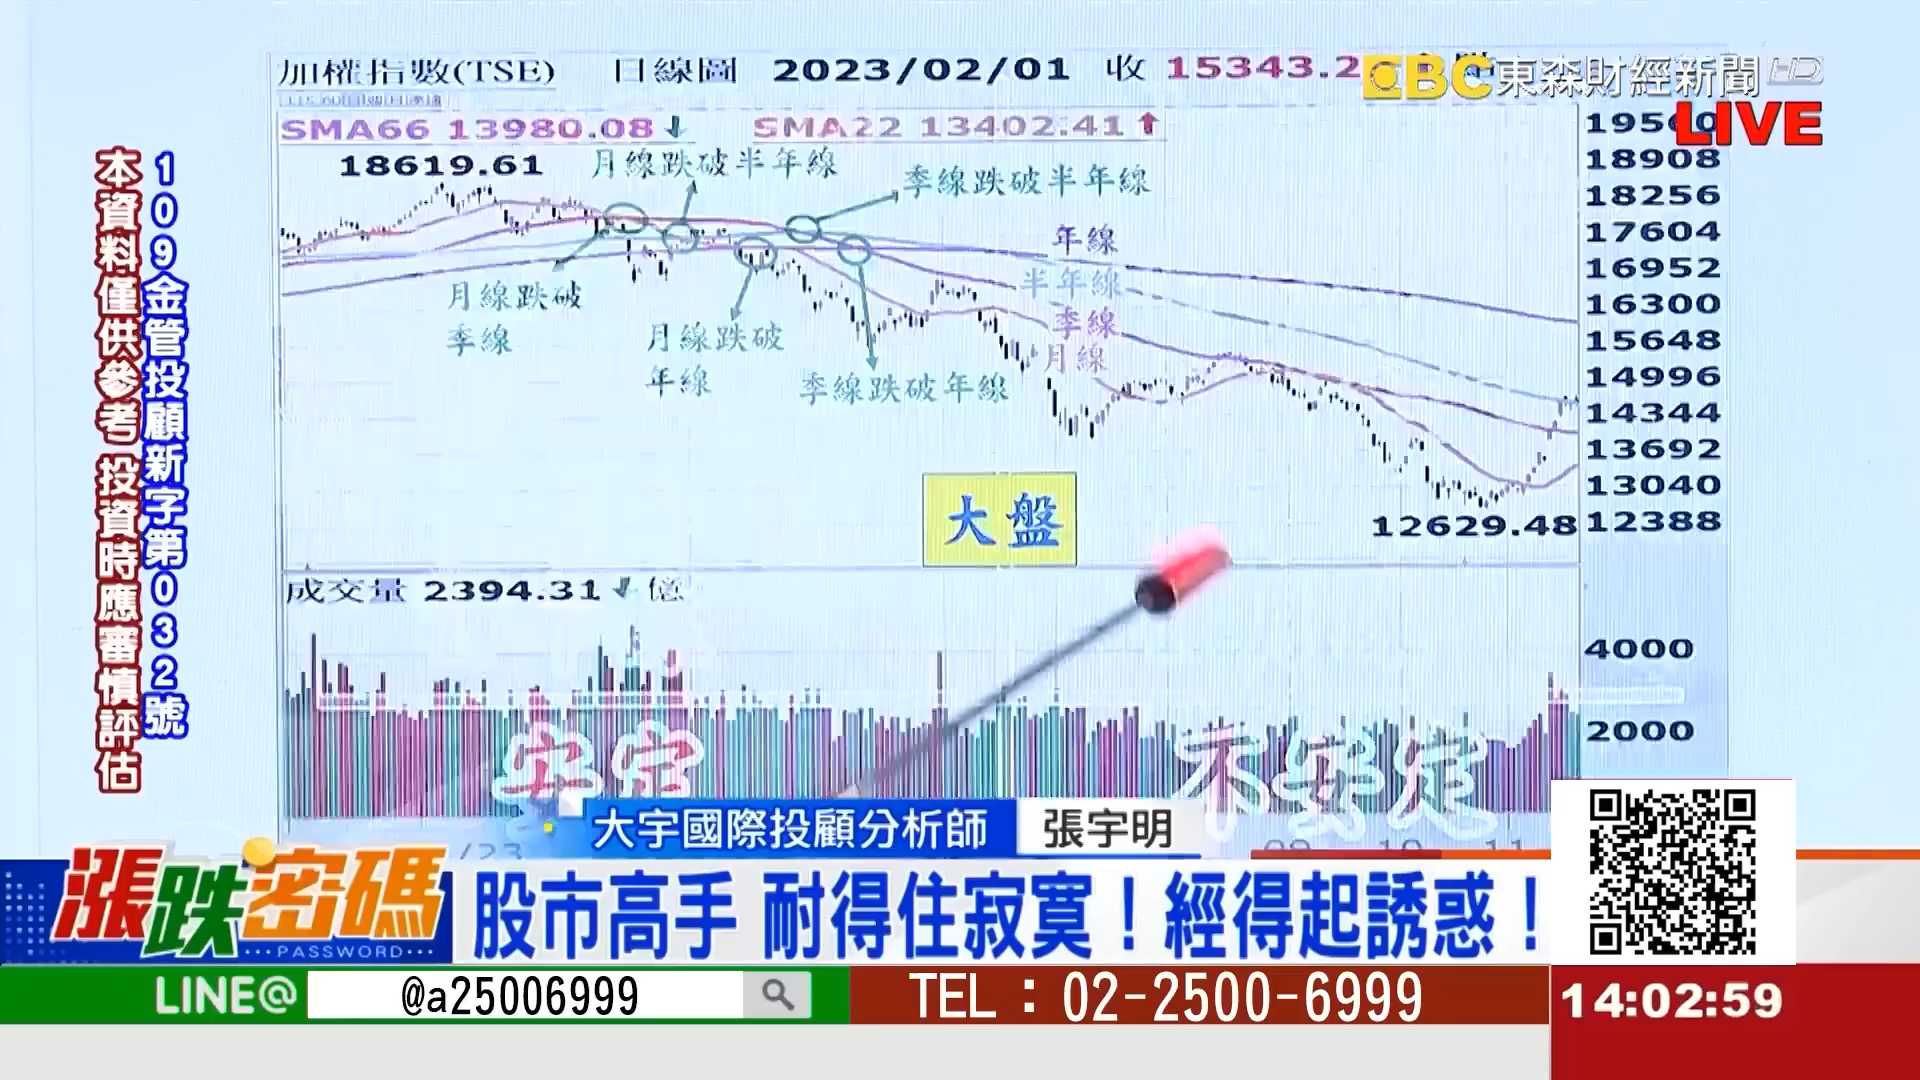 加權指數(TSE) 日線圖 2023/02/01 收 15343.2
EBC 東森財經新聞 HD
LIVE
SMA66 13980.08↓ SMA22 13402.41↑
18619.61
月線跌破半年線
季線跌破半年線
月線跌破
季線
月線跌破
年線
季線跌破年線
年線
半年線
季線
月線
19560
18908
18256
17604
16952
16300
15648
14996
14344
13692
13040
12388
12629.48
大盤
成交量 2394.31↓億
4000
2000
安定
不安定
109金管投顧新字第032號
本資料僅供參考 投資時應審慎評估
大宇國際投顧分析師 張宇明
漲跌密碼
PASSWORD
股市高手 耐得住寂寞！經得起誘惑！
LINE@ @a25006999
TEL：02-2500-6999
14:02:59